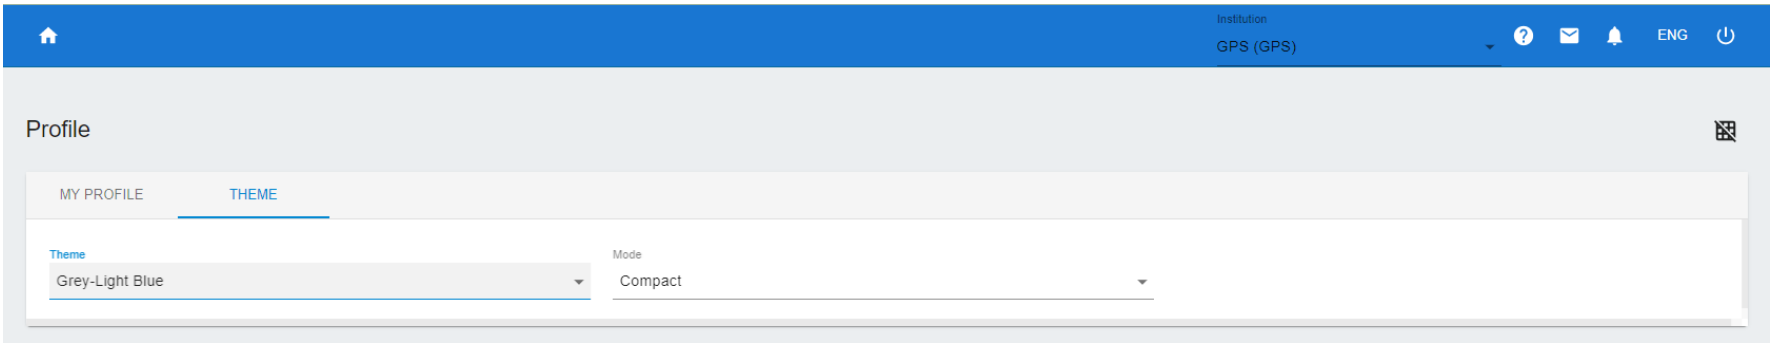 Institution
GPS (GPS)
ENG
Profile
MY PROFILE
THEME
Theme
Mode
Grey-Light Blue
Compact